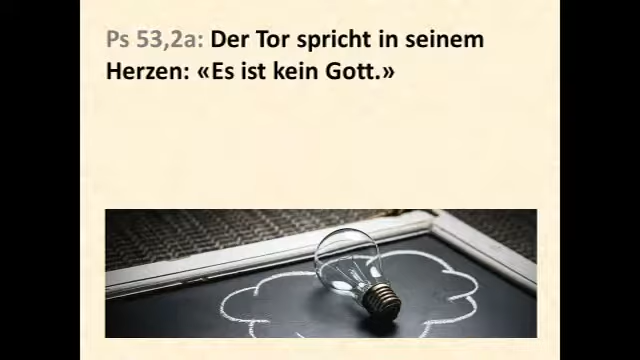 Ps 53,2a: Der Tor spricht in seinem
Herzen: «Es ist kein Gott.»